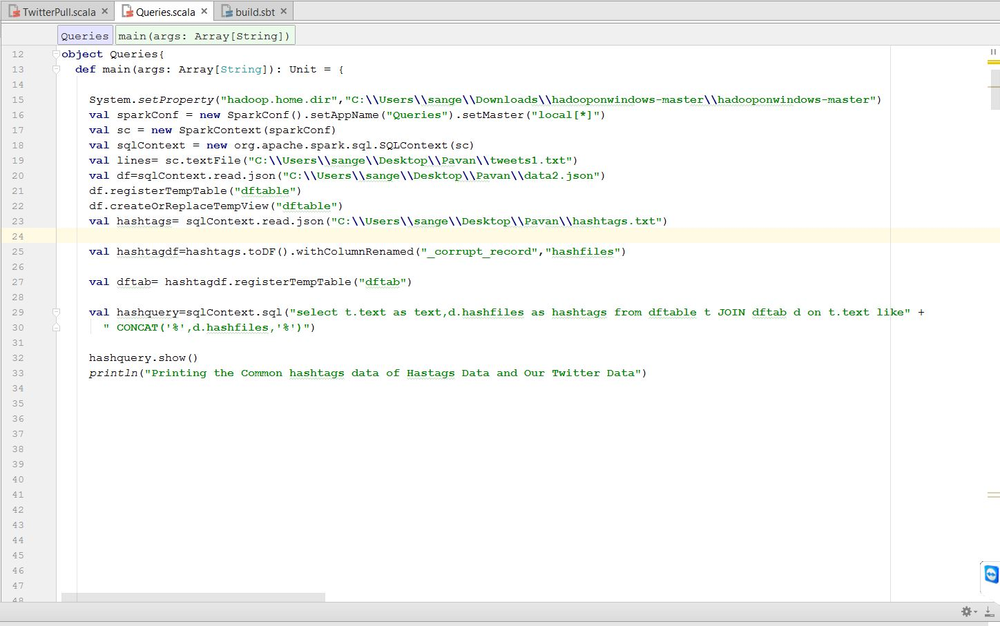 TwitterPull.scala
Queries.scala
build.sbt
Queries
main(args: Array[String])
12 object Queries{
13 def main(args: Array[String]): Unit = {
14
15 System.setProperty("hadoop.home.dir","C:\\Users\\sange\\Downloads\\hadooponwindows-master\\hadooponwindows-master")
16 val sparkConf = new SparkConf().setAppName("Queries").setMaster("local[*]")
17 val sc = new SparkContext(sparkConf)
18 val sqlContext = new org.apache.spark.sql.SQLContext(sc)
19 val lines= sc.textFile("C:\\Users\\sange\\Desktop\\Pavan\\tweets1.txt")
20 val df=sqlContext.read.json("C:\\Users\\sange\\Desktop\\Pavan\\data2.json")
21 df.registerTempTable("dftable")
22 df.createOrReplaceTempView("dftable")
23 val hashtags= sqlContext.read.json("C:\\Users\\sange\\Desktop\\Pavan\\hashtags.txt")
24
25 val hashtagdf=hashtags.toDF().withColumnRenamed("_corrupt_record","hashfiles")
26
27 val dftab= hashtagdf.registerTempTable("dftab")
28
29 val hashquery=sqlContext.sql("select t.text as text,d.hashfiles as hashtags from dftable t JOIN dftab d on t.text like" +
30 " CONCAT('%',d.hashfiles,'%')")
31
32 hashquery.show()
33 println("Printing the Common hashtags data of Hastags Data and Our Twitter Data")
34
35
36
37
38
39
40
41
42
43
44
45
46
47
48